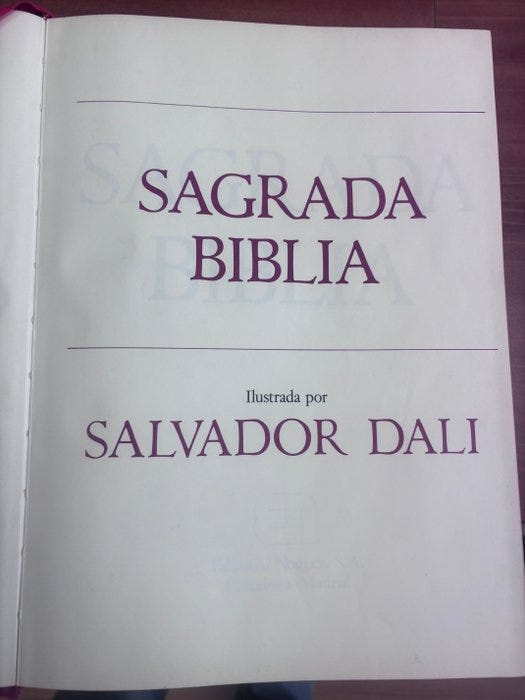 SAGRADA
BIBLIA
Ilustrada por
SALVADOR DALI